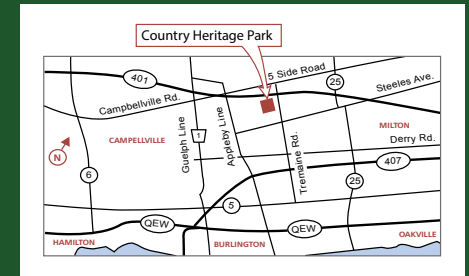 Country Heritage Park
401
5 Side Road
25
Steeles Ave.
Campbellville Rd.
Guelph Line
1
Appleby Line
Tremaine Rd.
MILTON
CAMPELLVILLE
Derry Rd.
N
407
6
25
5
QEW
QEW
HAMILTON
BURLINGTON
OAKVILLE